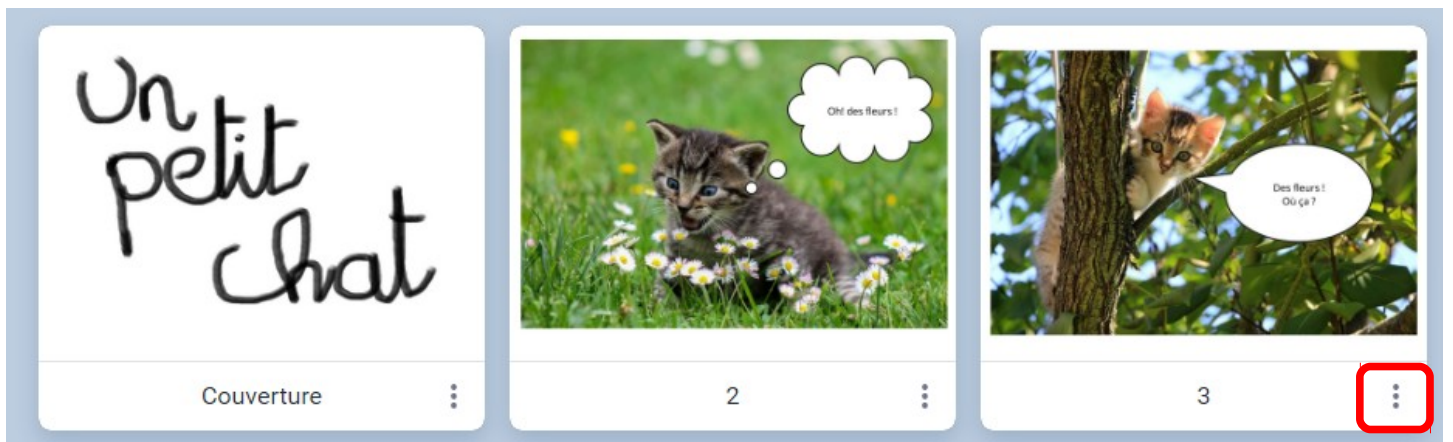 Un
petit
chat
Oh! des fleurs !
Des fleurs !
Où ça ?
Couverture
2
3